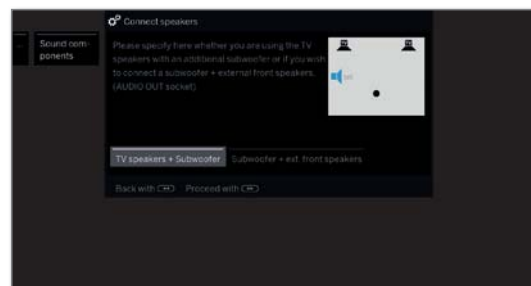 Connect speakers
Sound com-
ponents
Please specify here whether you are using the TV
speakers with an additional subwoofer or if you wish
to connect a subwoofer + external front speakers.
(AUDIO OUT socket)
TV speakers + Subwoofer
Subwoofer + ext. front speakers
Back with
Proceed with